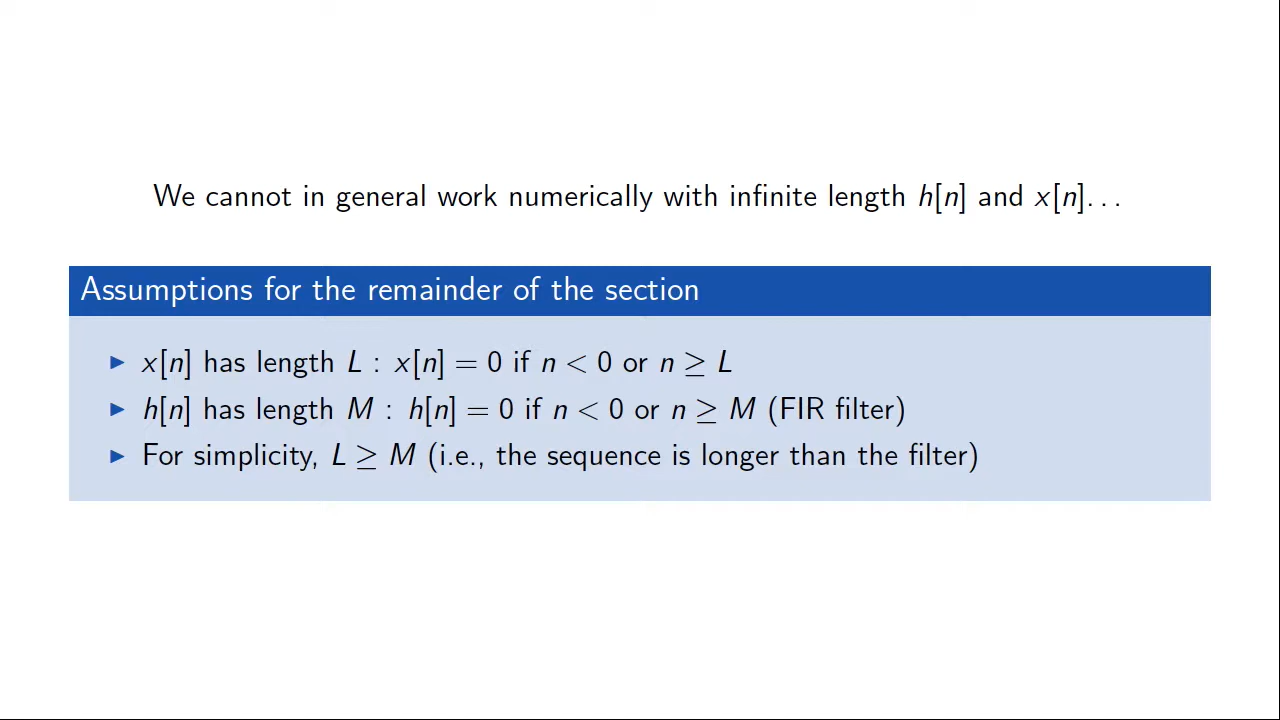 We cannot in general work numerically with infinite length h[n] and x[n]. . .
Assumptions for the remainder of the section
▶ x[n] has length L : x[n] = 0 if n < 0 or n ≥ L
▶ h[n] has length M : h[n] = 0 if n < 0 or n ≥ M (FIR filter)
▶ For simplicity, L ≥ M (i.e., the sequence is longer than the filter)